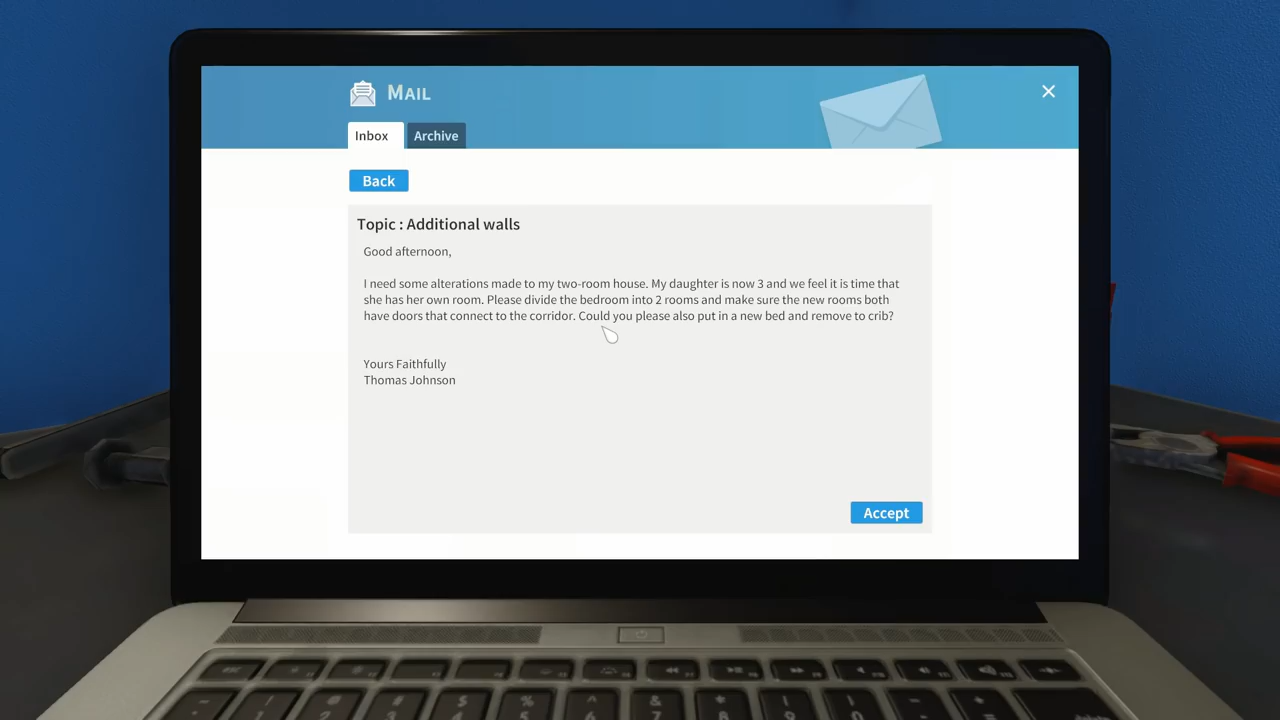 MAIL
Inbox
Archive
Back
Topic : Additional walls
Good afternoon,
I need some alterations made to my two-room house. My daughter is now 3 and we feel it is time that
she has her own room. Please divide the bedroom into 2 rooms and make sure the new rooms both
have doors that connect to the corridor. Could you please also put in a new bed and remove to crib?
Yours Faithfully
Thomas Johnson
Accept